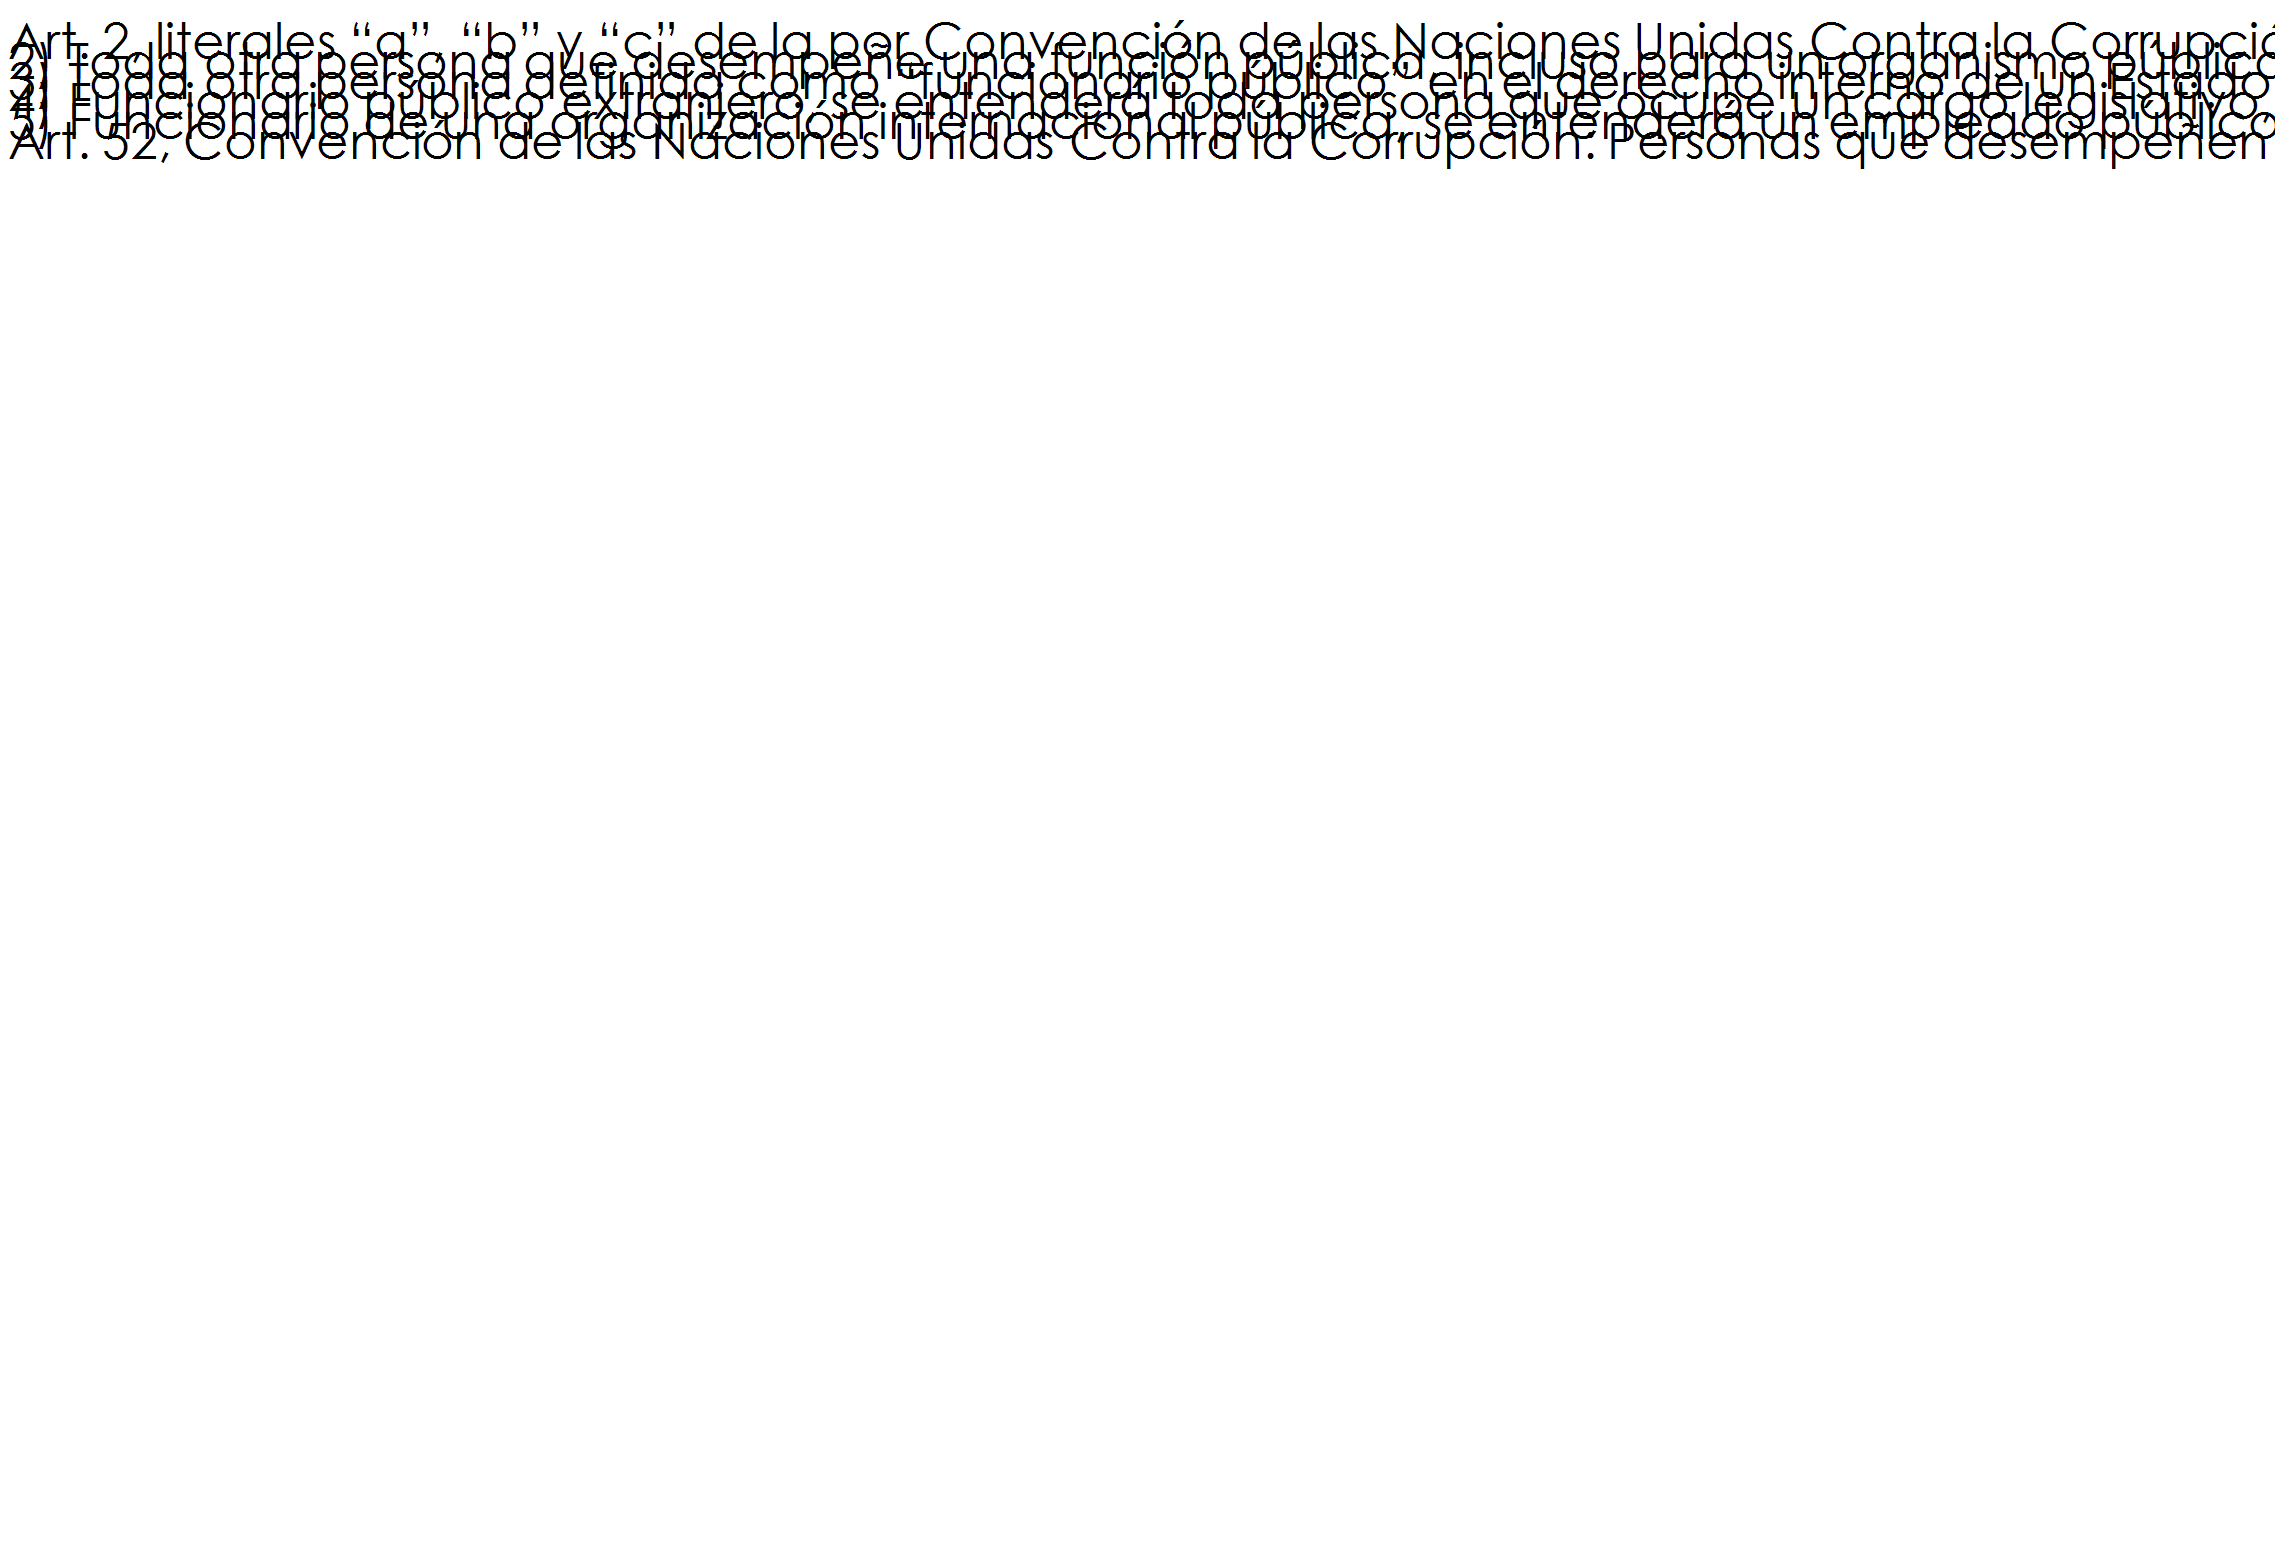 Art. 2, literales “a”, “b” y “c” de la por Convención de las Naciones Unidas Contra la Corrupció
2) Toda otra persona que desempeñe una función pública, incluso para un organismo público
3) Toda otra persona definida como “funcionario público” en el derecho interno de un Estado
4) Funcionario público extranjero se entenderá toda persona que ocupe un cargo legislativo,
5) Funcionario de una organización internacional pública, se entenderá un empleado público
Art. 52, Convención de las Naciones Unidas Contra la Corrupción. Personas que desempeñen